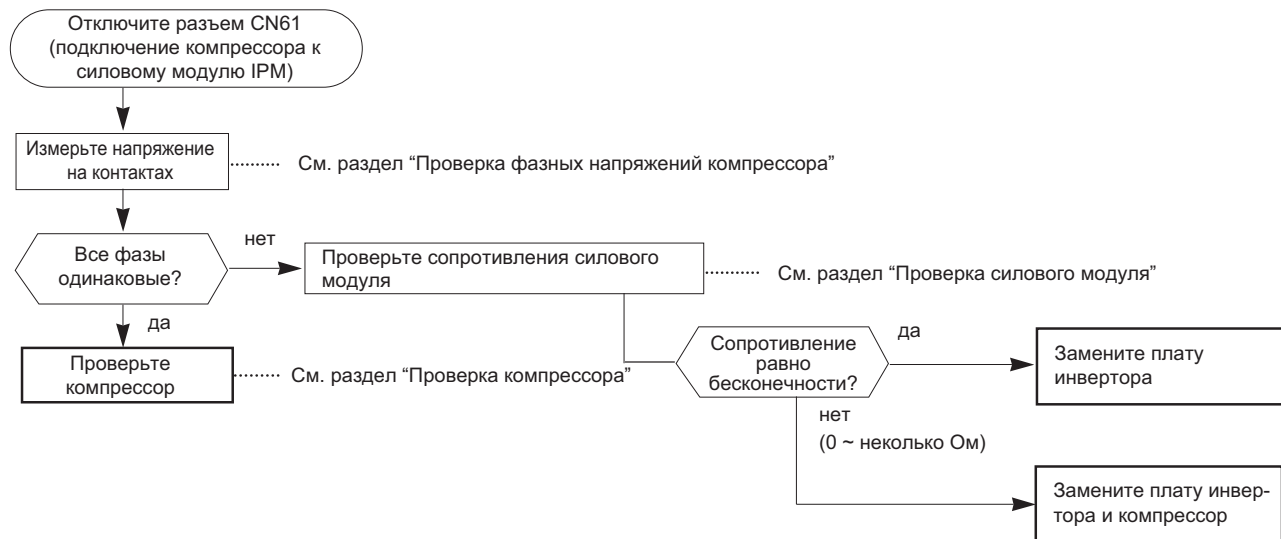 Отключите разъем CN61
(подключение компрессора к
силовому модулю IPM)
Измерьте напряжение
на контактах
См. раздел “Проверка фазных напряжений компрессора”
Все фазы
одинаковые?
нет
Проверьте сопротивления силового
модуля
См. раздел “Проверка силового модуля”
да
Проверьте
компрессор
См. раздел “Проверка компрессора”
Сопротивление
равно
бесконечности?
да
Замените плату
инвертора
нет
(0 ~ неколько Ом)
Замените плату инвер-
тора и компрессор